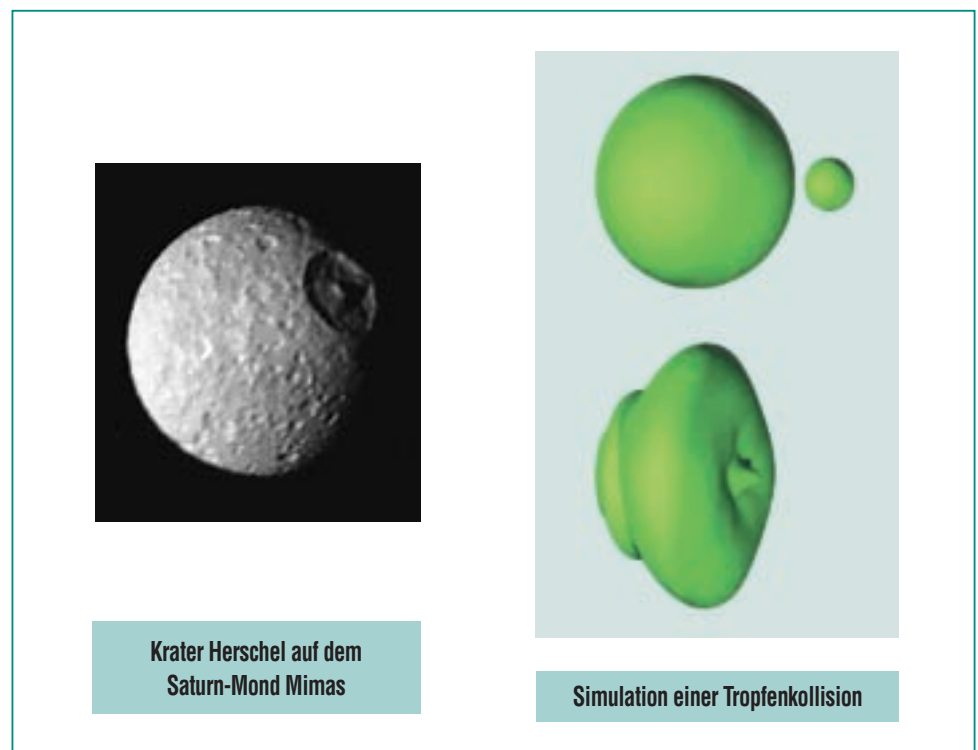 Krater Herschel auf dem
Saturn-Mond Mimas
Simulation einer Tropfenkollision